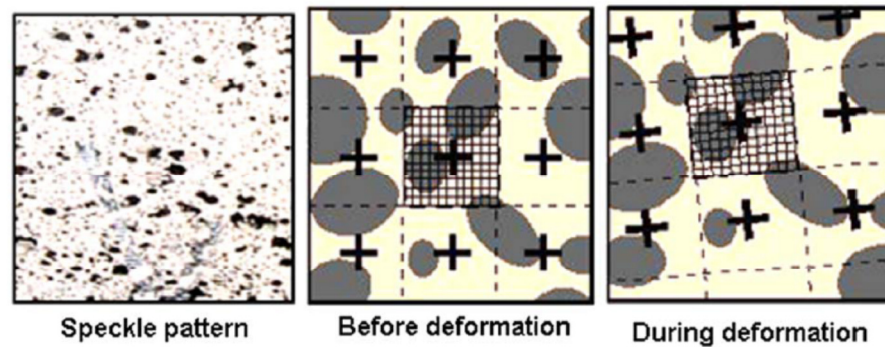 Speckle pattern
Before deformation
During deformation